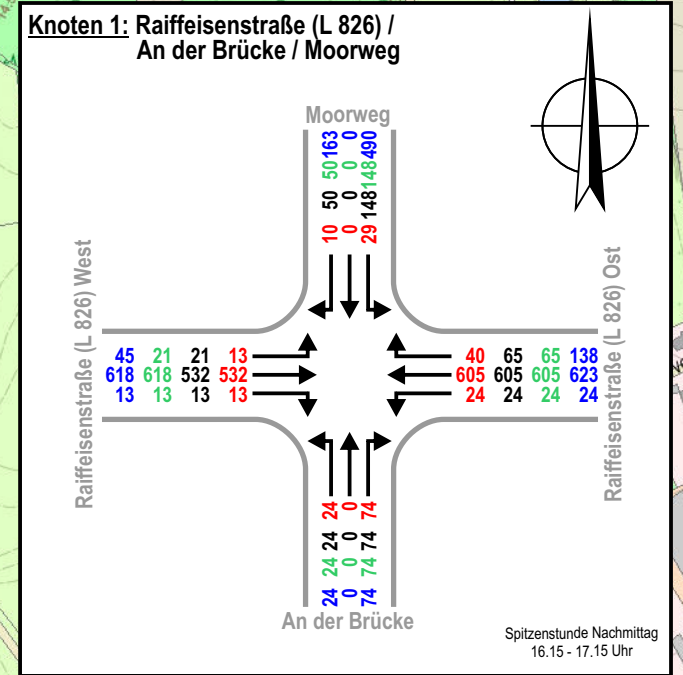 Knoten 1: Raiffeisenstraße (L 826) /
An der Brücke / Moorweg
Moorweg
163 0 490
50 0 148
50 0 148
10 0 29
Raiffeisenstraße (L 826) West
45 21 21 13
618 618 532 532
13 13 13 13
40 65 65 138
605 605 605 623
24 24 24 24
Raiffeisenstraße (L 826) Ost
24 0 74
24 0 74
24 0 74
24 0 74
An der Brücke
Spitzenstunde Nachmittag
16.15 - 17.15 Uhr